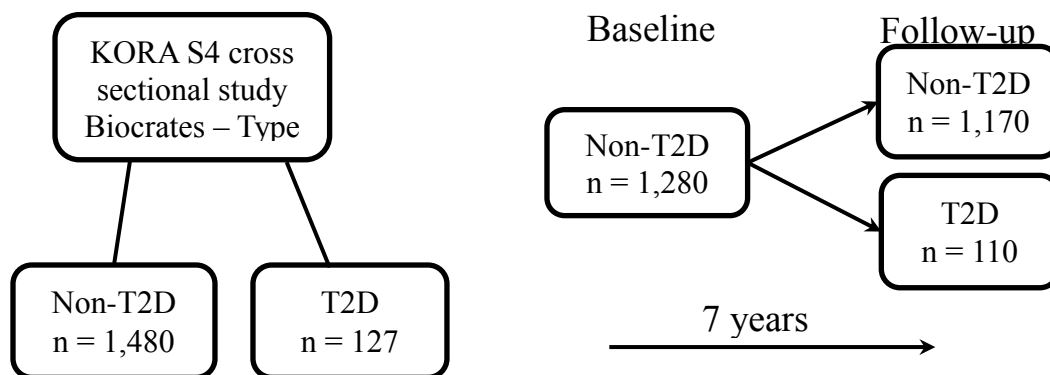 KORA S4 cross
sectional study
Biocrates – Type
Non-T2D
n = 1,480
T2D
n = 127
Baseline
Follow-up
Non-T2D
n = 1,280
Non-T2D
n = 1,170
T2D
n = 110
7 years